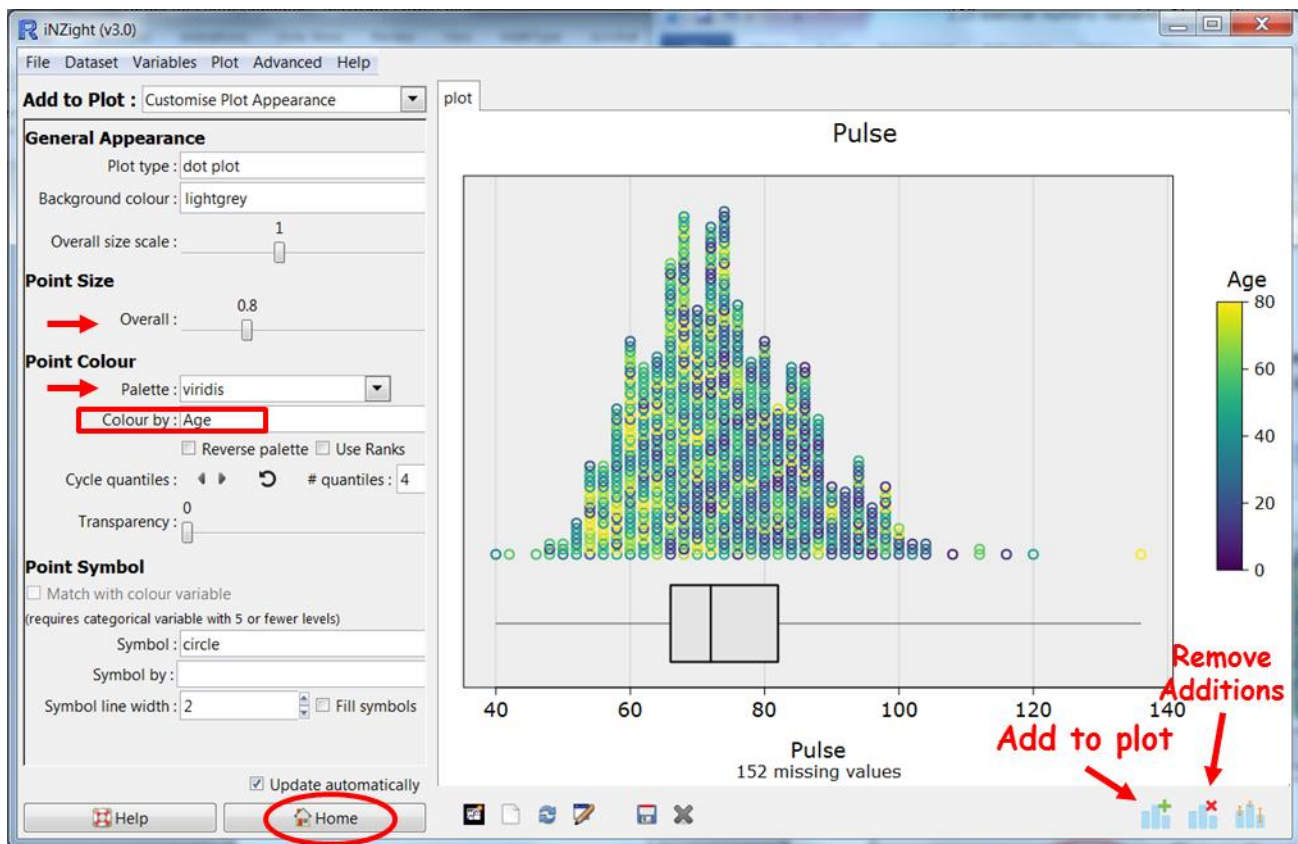 iNZight (v3.0)
File Dataset Variables Plot Advanced Help
Add to Plot : Customise Plot Appearance
General Appearance
Plot type : dot plot
Background colour : lightgrey
1
Overall size scale :
Point Size
0.8
Overall :
Point Colour
Palette : viridis
Colour by : Age
Reverse palette Use Ranks
Cycle quantiles : # quantiles : 4
0
Transparency :
Point Symbol
Match with colour variable
(requires categorical variable with 5 or fewer levels)
Symbol : circle
Symbol by :
Symbol line width : 2 Fill symbols
Update automatically
Help Home
plot
Pulse
Age
80
60
40
20
0
40 60 80 100 120 140
Pulse
152 missing values
Add to plot
Remove
Additions